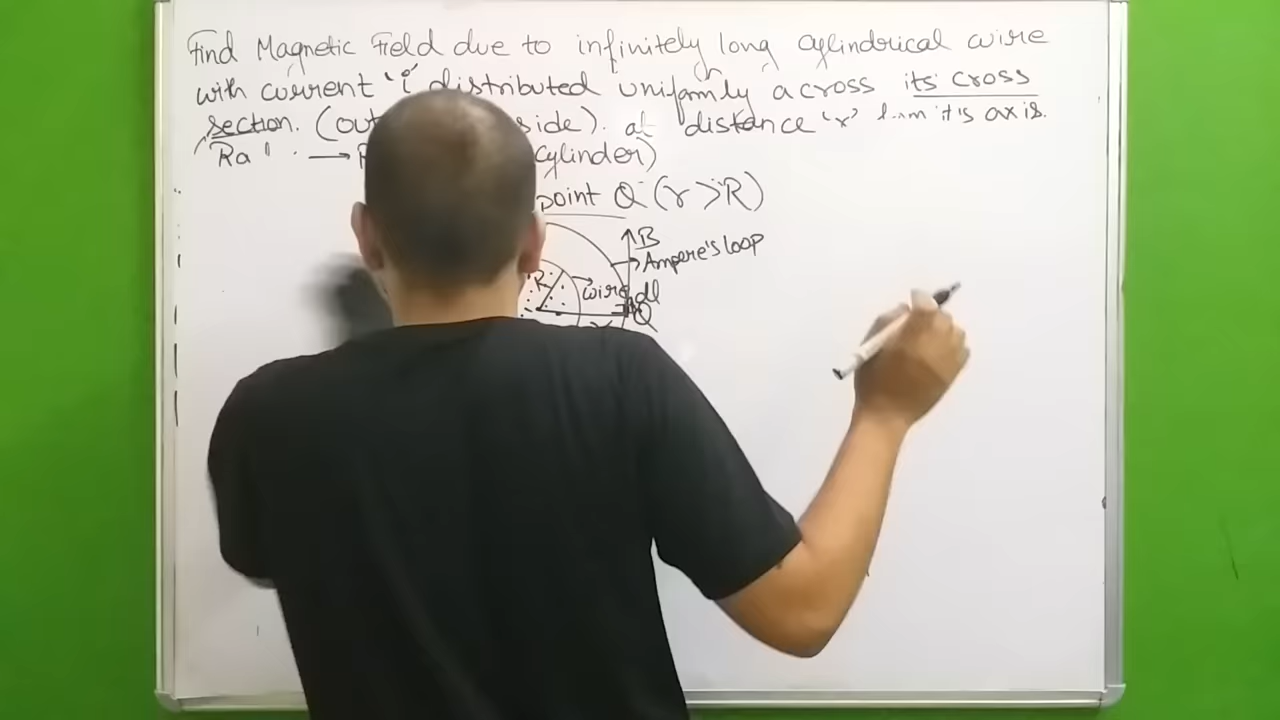 Find Magnetic Field due to infinitely long cylindrical wire
with current 'i' distributed uniformly across its cross
section. (out side). at distance 'r' from it's axis.
'Ra → cylinder)
point Q (r > R)
B
Ampere's loop
R wire dl
Q
r